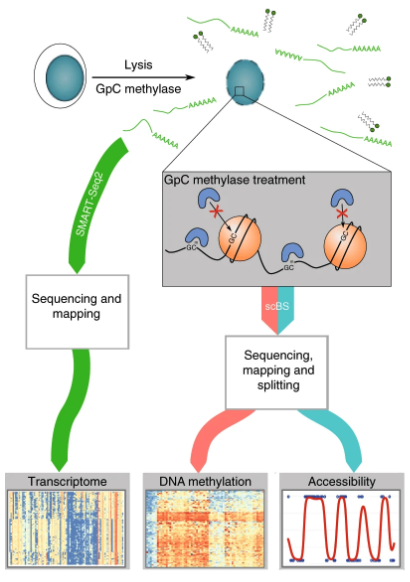 Lysis
GpC methylase
GpC methylase treatment
GC
GC
GC
GC
SMART-Seq2
scBS
Sequencing and
mapping
Sequencing,
mapping and
splitting
Transcriptome
DNA methylation
Accessibility